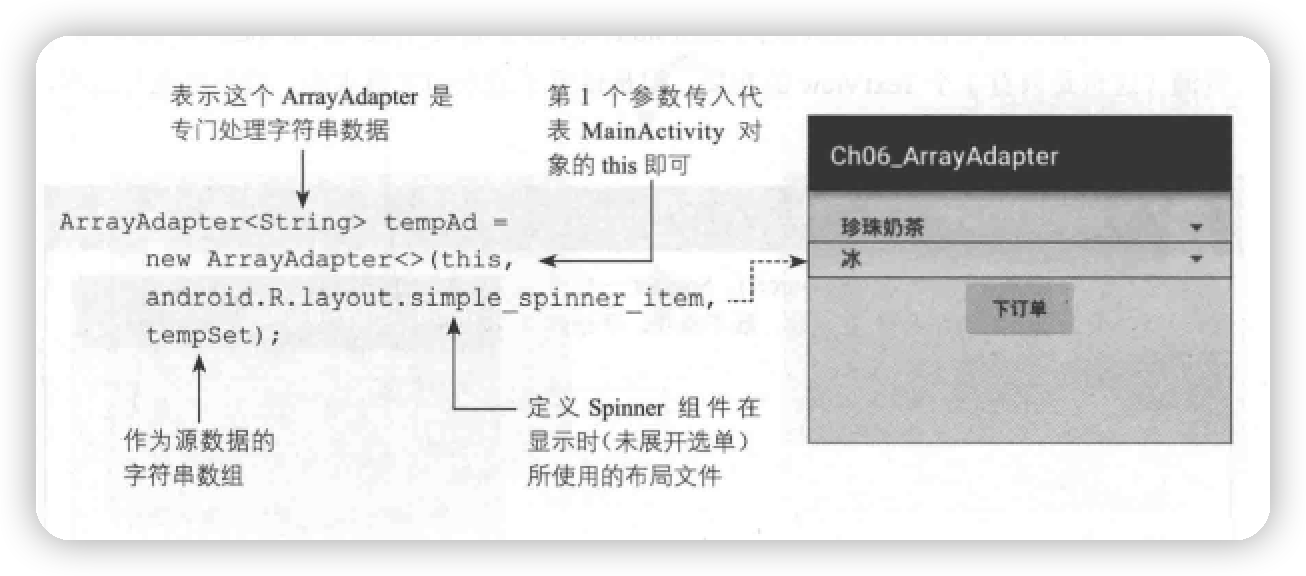 表示这个 ArrayAdapter 是
专门处理字符串数据
第 1 个参数传入代
表 MainActivity 对
象的 this 即可
ArrayAdapter<String> tempAd =
new ArrayAdapter<>(this,
android.R.layout.simple_spinner_item,
tempSet);
作为源数据的
字符串数组
定义 Spinner 组件在
显示时(未展开选单)
所使用的布局文件
Ch06_ArrayAdapter
珍珠奶茶
冰
下订单